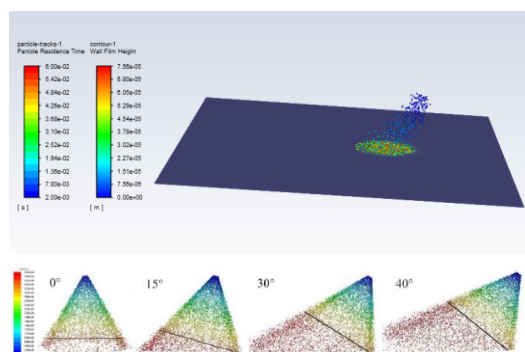 particle-tracks-1
Particle Residence Time
contour-1
Wall Film Height
6.00e-02
5.42e-02
4.84e-02
4.26e-02
3.68e-02
3.10e-02
2.52e-02
1.94e-02
1.36e-02
7.80e-03
2.00e-03
[ s ]
7.56e-05
6.80e-05
6.05e-05
5.29e-05
4.53e-05
3.78e-05
3.02e-05
2.27e-05
1.51e-05
7.56e-06
0.00e+00
[ m ]
0°
15°
30°
40°